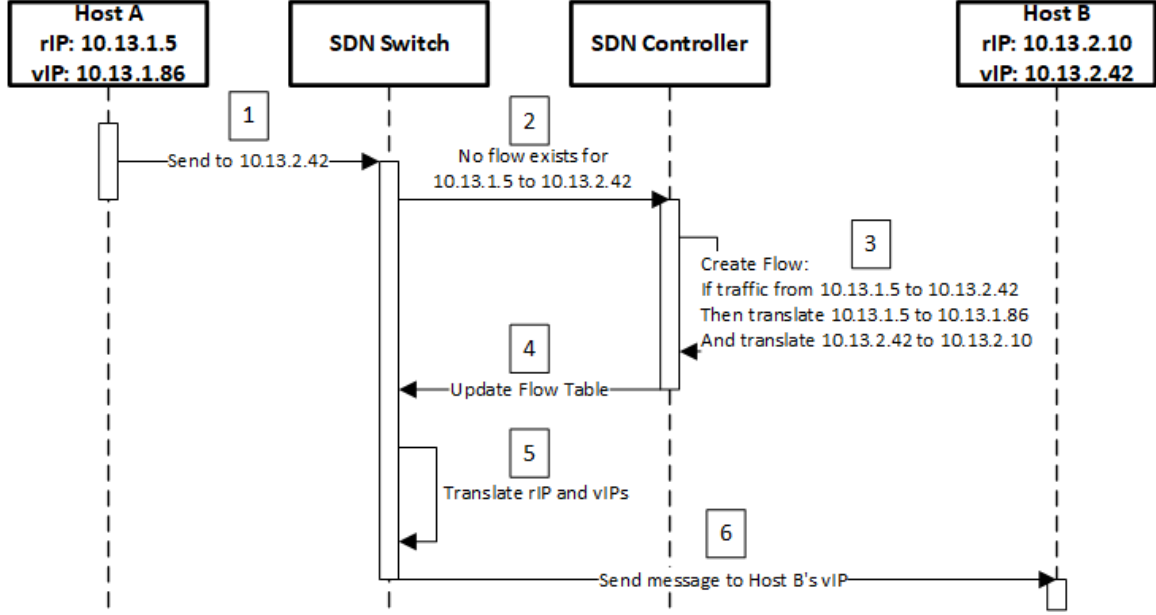 Host A
rIP: 10.13.1.5
vIP: 10.13.1.86
SDN Switch
SDN Controller
Host B
rIP: 10.13.2.10
vIP: 10.13.2.42
1
Send to 10.13.2.42
2
No flow exists for
10.13.1.5 to 10.13.2.42
3
Create Flow:
If traffic from 10.13.1.5 to 10.13.2.42
Then translate 10.13.1.5 to 10.13.1.86
And translate 10.13.2.42 to 10.13.2.10
4
Update Flow Table
5
Translate rIP and vIPs
6
Send message to Host B's vIP